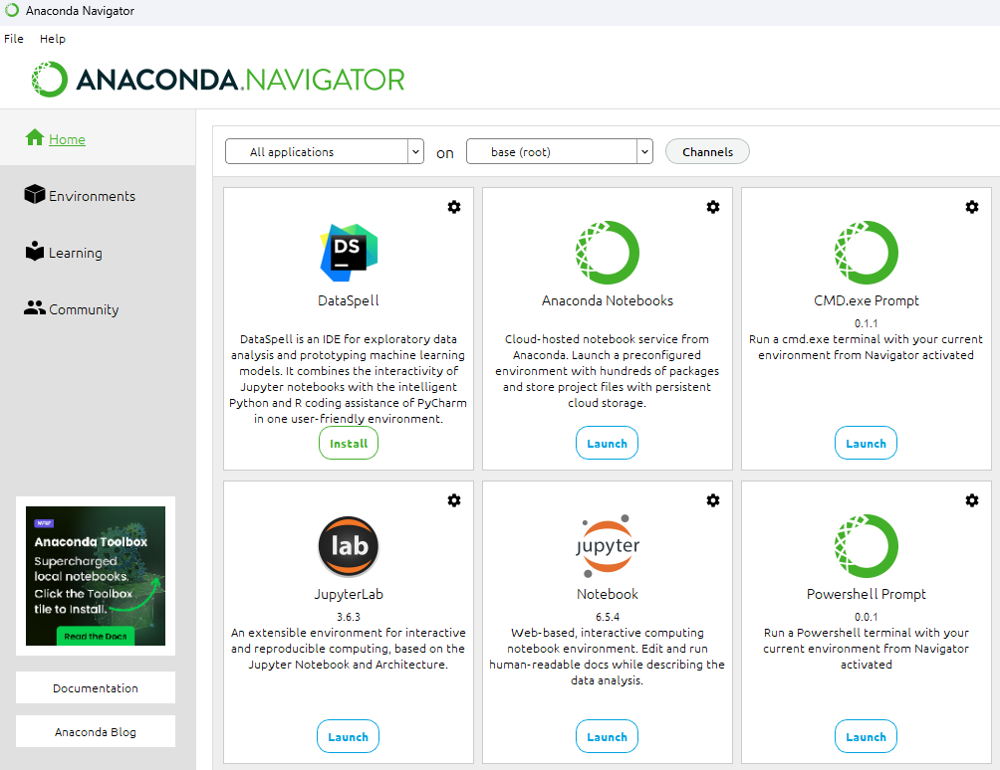 Anaconda Navigator
File Help
ANACONDA.NAVIGATOR
Home
Environments
Learning
Community
NEW
Anaconda Toolbox
Supercharged
local notebooks.
Click the Toolbox
tile to Install.
Read the Docs
Documentation
Anaconda Blog
All applications on base (root) Channels
DS
DataSpell
DataSpell is an IDE for exploratory data
analysis and prototyping machine learning
models. It combines the interactivity of
Jupyter notebooks with the intelligent
Python and R coding assistance of PyCharm
in one user-friendly environment.
Install
Anaconda Notebooks
Cloud-hosted notebook service from
Anaconda. Launch a preconfigured
environment with hundreds of packages
and store project files with persistent
cloud storage.
Launch
CMD.exe Prompt
0.1.1
Run a cmd.exe terminal with your current
environment from Navigator activated
Launch
lab
JupyterLab
3.6.3
An extensible environment for interactive
and reproducible computing, based on the
Jupyter Notebook and Architecture.
Launch
jupyter
Notebook
6.5.4
Web-based, interactive computing
notebook environment. Edit and run
human-readable docs while describing the
data analysis.
Launch
Powershell Prompt
0.0.1
Run a Powershell terminal with your
current environment from Navigator
activated
Launch